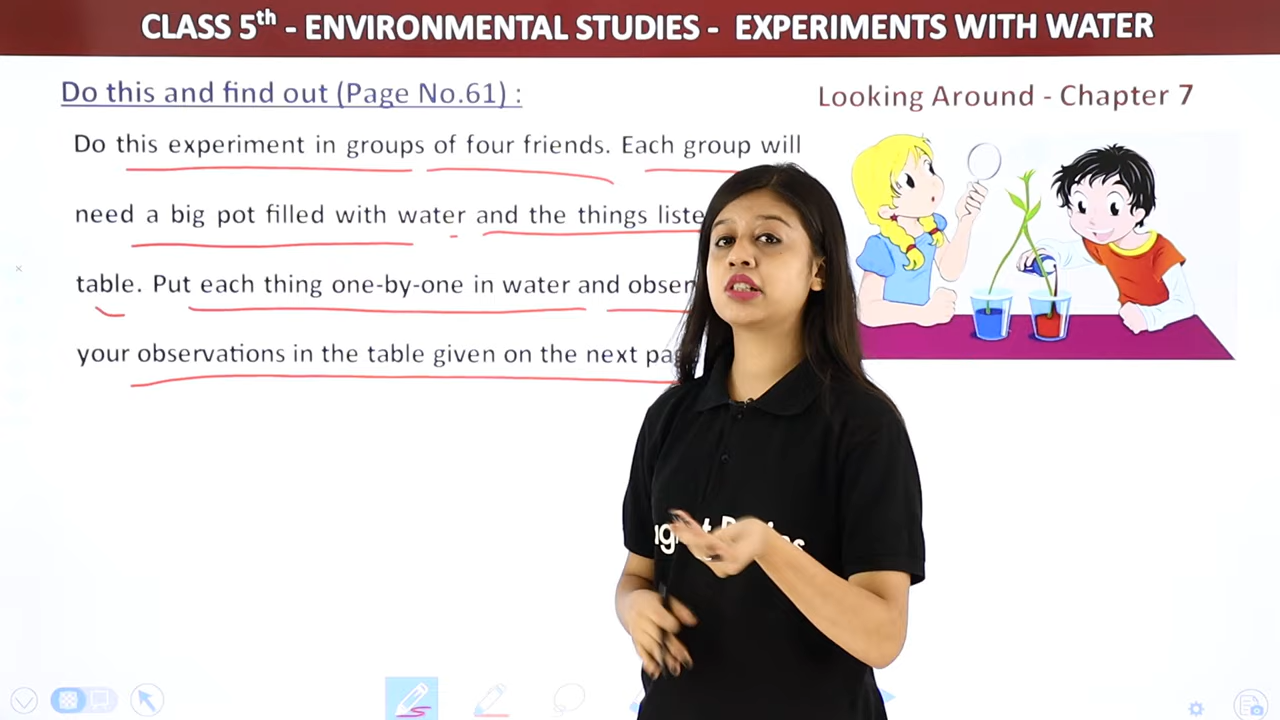 CLASS 5th - ENVIRONMENTAL STUDIES - EXPERIMENTS WITH WATER
Do this and find out (Page No.61) :
Looking Around - Chapter 7
Do this experiment in groups of four friends. Each group will
need a big pot filled with water and the things liste
table. Put each thing one-by-one in water and obser
your observations in the table given on the next pag